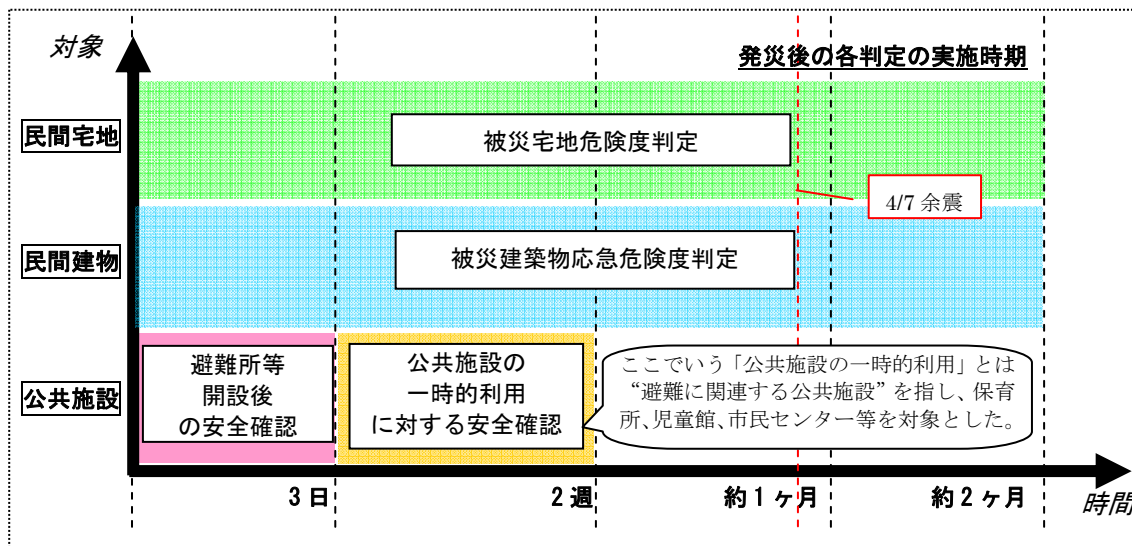 対象
発災後の各判定の実施時期
民間宅地
被災宅地危険度判定
4/7 余震
民間建物
被災建築物応急危険度判定
公共施設
避難所等
開設後
の安全確認
公共施設の
一時的利用
に対する安全確認
ここでいう「公共施設の一時的利用」とは
“避難に関連する公共施設”を指し、保育
所、児童館、市民センター等を対象とした。
3日
2週
約1ヶ月
約2ヶ月
時間